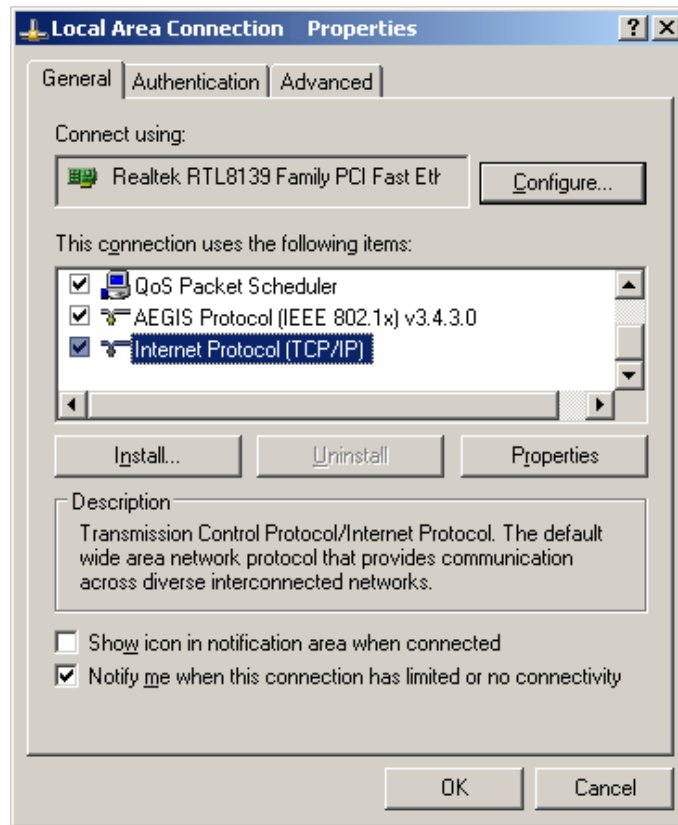 Local Area Connection Properties
General Authentication Advanced
Connect using:
Realtek RTL8139 Family PCI Fast Eth
Configure...
This connection uses the following items:
QoS Packet Scheduler
AEGIS Protocol (IEEE 802.1x) v3.4.3.0
Internet Protocol (TCP/IP)
Install... Uninstall Properties
Description
Transmission Control Protocol/Internet Protocol. The default
wide area network protocol that provides communication
across diverse interconnected networks.
Show icon in notification area when connected
Notify me when this connection has limited or no connectivity
OK Cancel